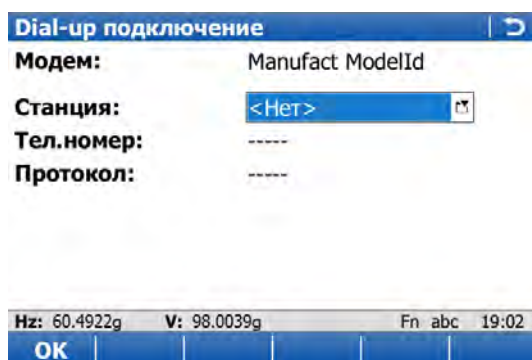 Dial-up подключение
Модем: Manufact ModelId
Станция: <Нет>
Тел.номер: -----
Протокол: -----
Hz: 60.4922g V: 98.0039g Fn abc 19:02
OK